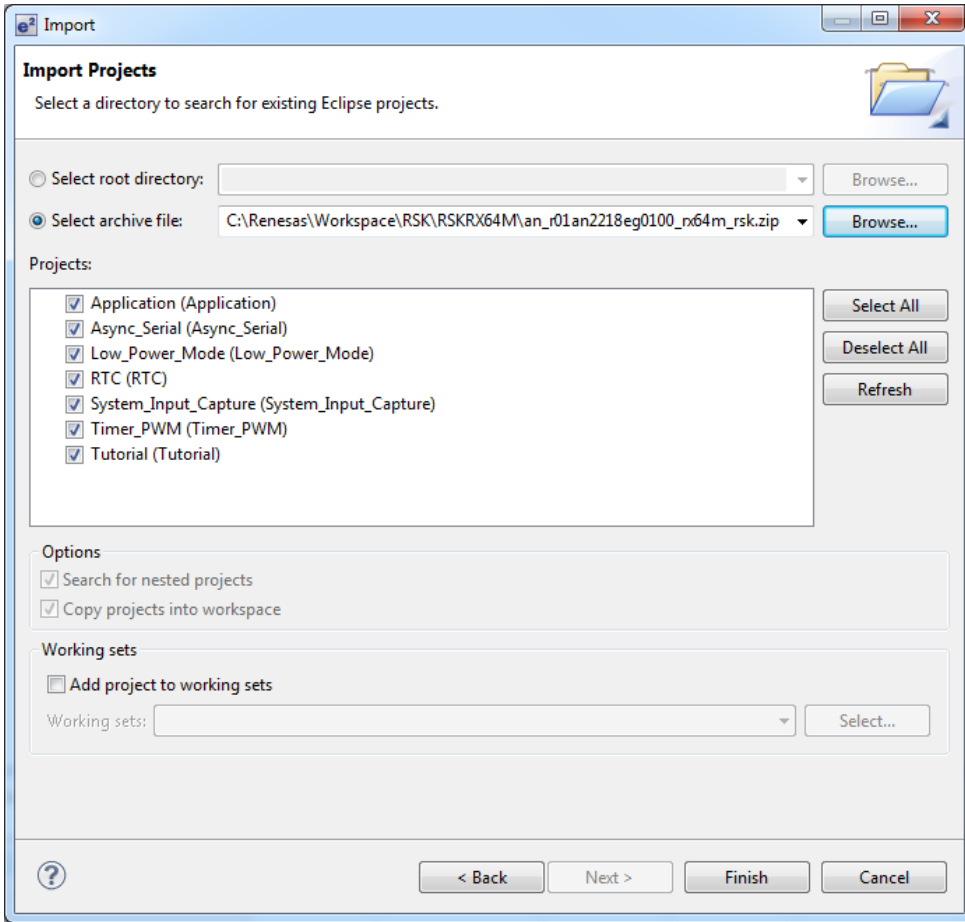 e² Import
Import Projects
Select a directory to search for existing Eclipse projects.
Select root directory: Browse...
Select archive file: C:\Renesas\Workspace\RSK\RSKRX64M\an_r01an2218eg0100_rx64m_rsk.zip Browse...
Projects:
Application (Application) Select All
Async_Serial (Async_Serial)
Low_Power_Mode (Low_Power_Mode) Deselect All
RTC (RTC) Refresh
System_Input_Capture (System_Input_Capture)
Timer_PWM (Timer_PWM)
Tutorial (Tutorial)
Options
Search for nested projects
Copy projects into workspace
Working sets
Add project to working sets
Working sets: Select...
? < Back Next > Finish Cancel